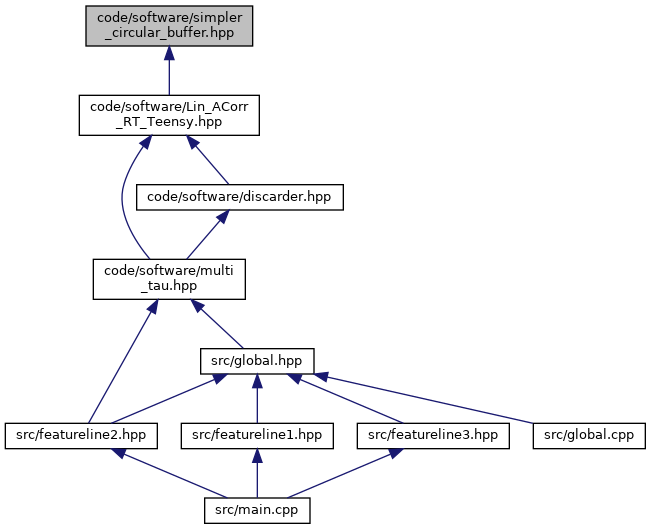 code/software/simpler
_circular_buffer.hpp
code/software/Lin_ACorr
_RT_Teensy.hpp
code/software/discarder.hpp
code/software/multi
_tau.hpp
src/global.hpp
src/featureline2.hpp
src/featureline1.hpp
src/featureline3.hpp
src/global.cpp
src/main.cpp